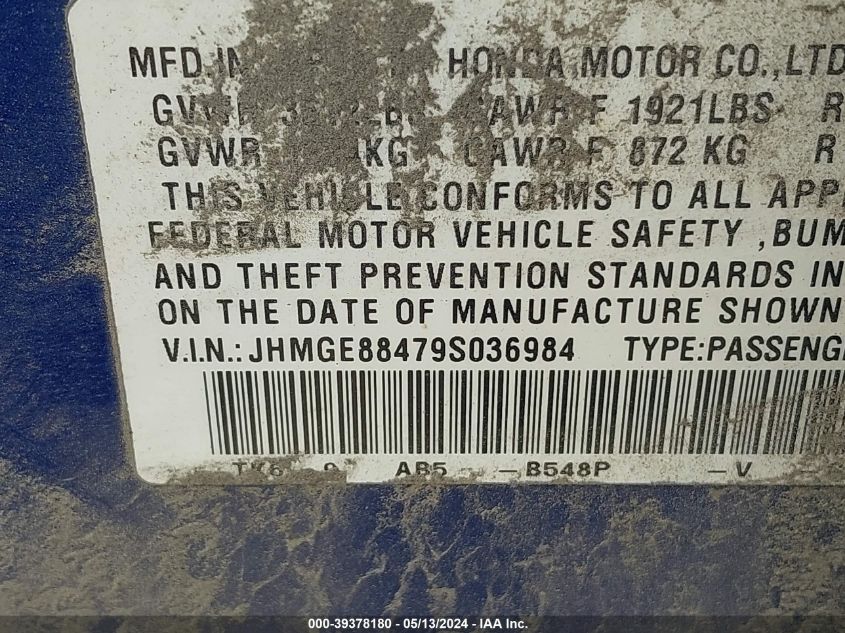 MFD HONDA MOTOR CO.,LTD
GVWR GAWR F 1921LBS R
GVWR KG GAWR F 872 KG R
THIS VEHICLE CONFORMS TO ALL APP
FEDERAL MOTOR VEHICLE SAFETY ,BUM
AND THEFT PREVENTION STANDARDS IN
ON THE DATE OF MANUFACTURE SHOWN
V.I.N.: JHMGE88479S036984 TYPE:PASSENGE
AB5 -B548P -V -
000-39378180 - 05/13/2024 - IAA Inc.